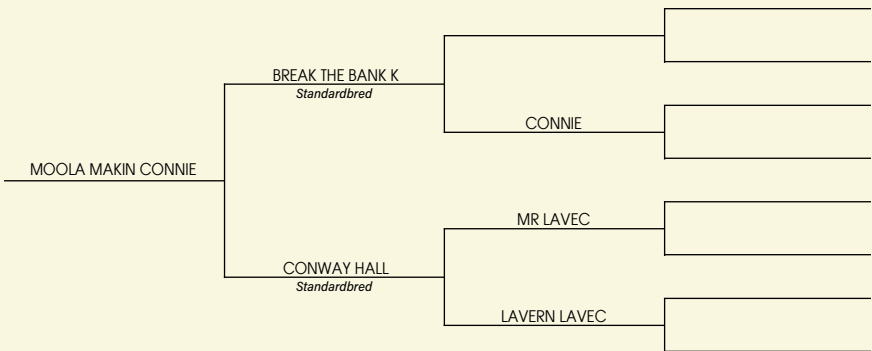 BREAK THE BANK K
Standardbred
CONNIE
MOOLA MAKIN CONNIE
MR LAVEC
CONWAY HALL
Standardbred
LAVERN LAVEC